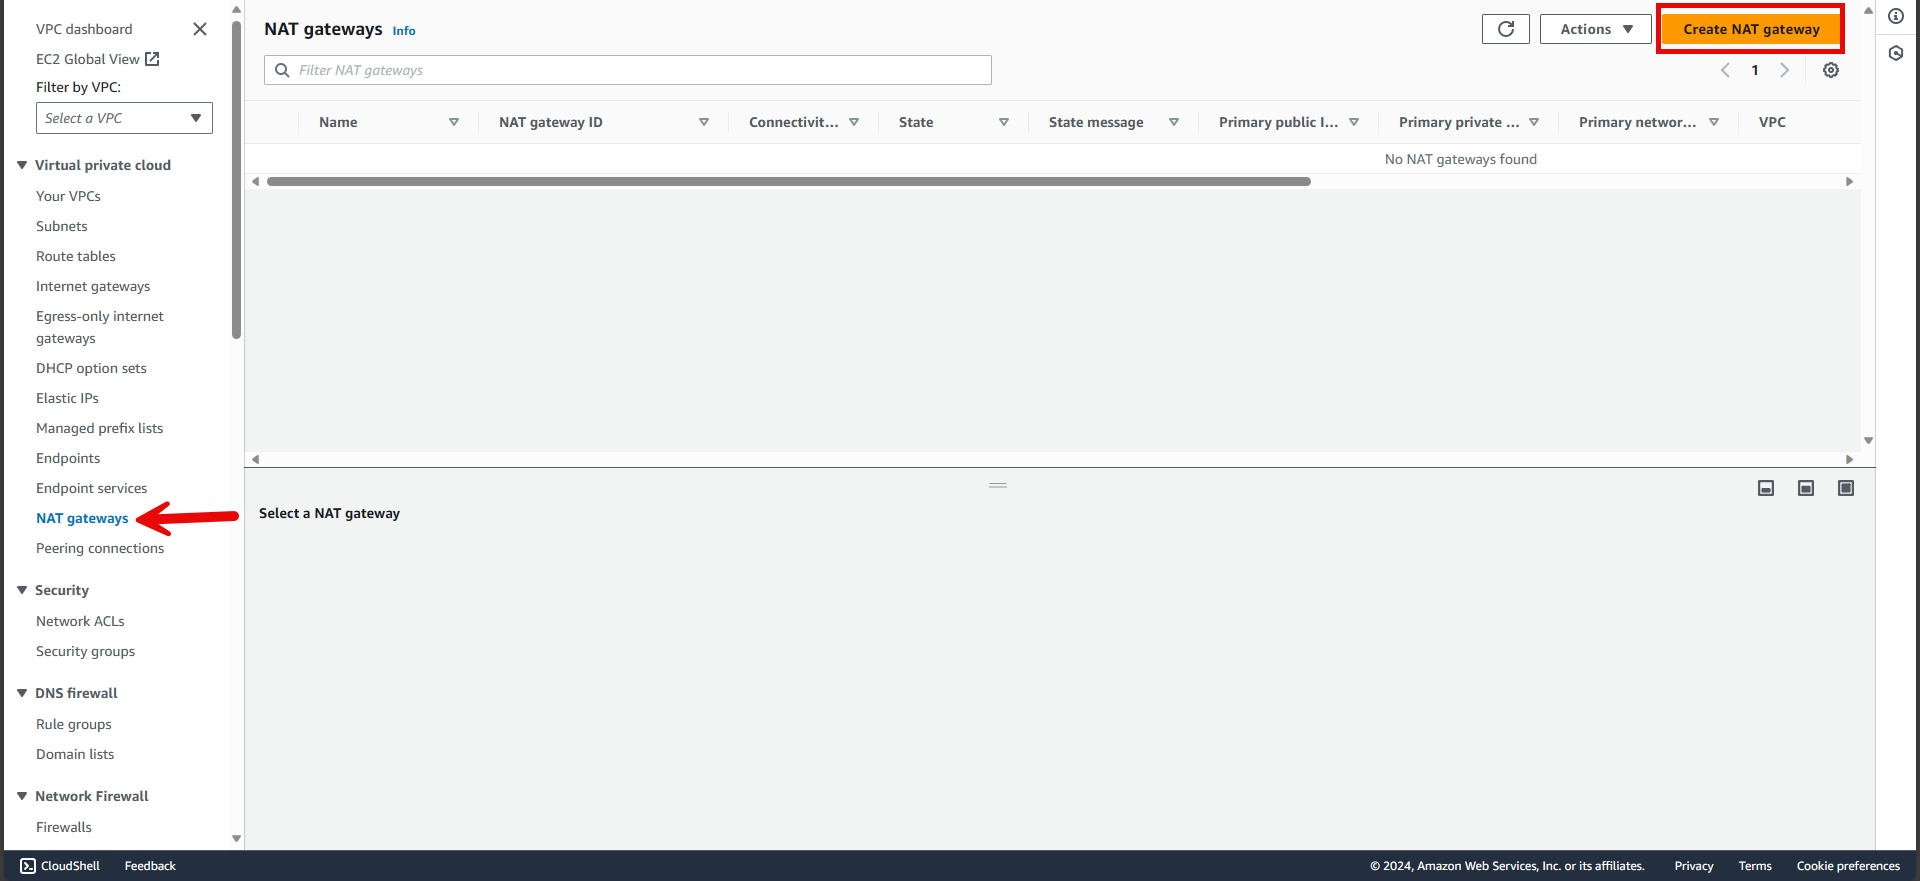 VPC dashboard
EC2 Global View
Filter by VPC:
Select a VPC
Virtual private cloud
Your VPCs
Subnets
Route tables
Internet gateways
Egress-only internet
gateways
DHCP option sets
Elastic IPs
Managed prefix lists
Endpoints
Endpoint services
NAT gateways
Peering connections
Security
Network ACLs
Security groups
DNS firewall
Rule groups
Domain lists
Network Firewall
Firewalls
NAT gateways Info
Actions
Create NAT gateway
Filter NAT gateways
1
Name NAT gateway ID Connectivit... State State message Primary public I... Primary private ... Primary networ... VPC
No NAT gateways found
Select a NAT gateway
CloudShell Feedback © 2024, Amazon Web Services, Inc. or its affiliates. Privacy Terms Cookie preferences